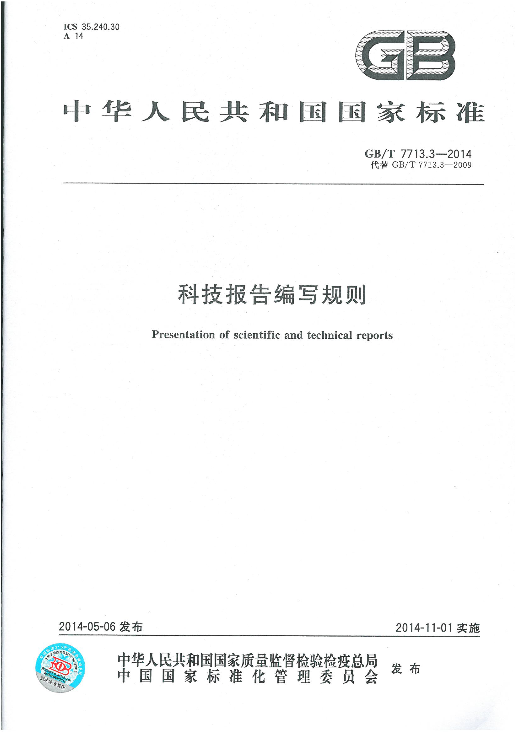 ICS 35.240.30
A 14
GB
中华人民共和国国家标准
GB/T 7713.3—2014
代替 GB/T 7713.3—2009
科技报告编写规则
Presentation of scientific and technical reports
2014-05-06 发布
2014-11-01 实施
中华人民共和国国家质量监督检验检疫总局
中国国家标准化管理委员会
发布